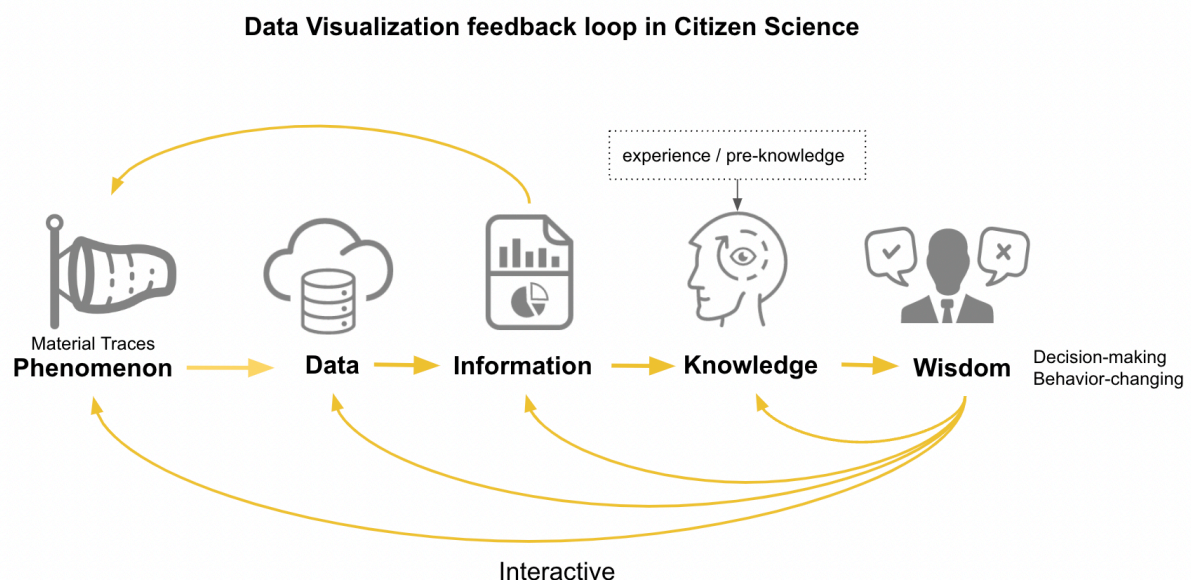 Data Visualization feedback loop in Citizen Science
experience / pre-knowledge
Material Traces
Phenomenon
Data
Information
Knowledge
Wisdom
Decision-making
Behavior-changing
Interactive